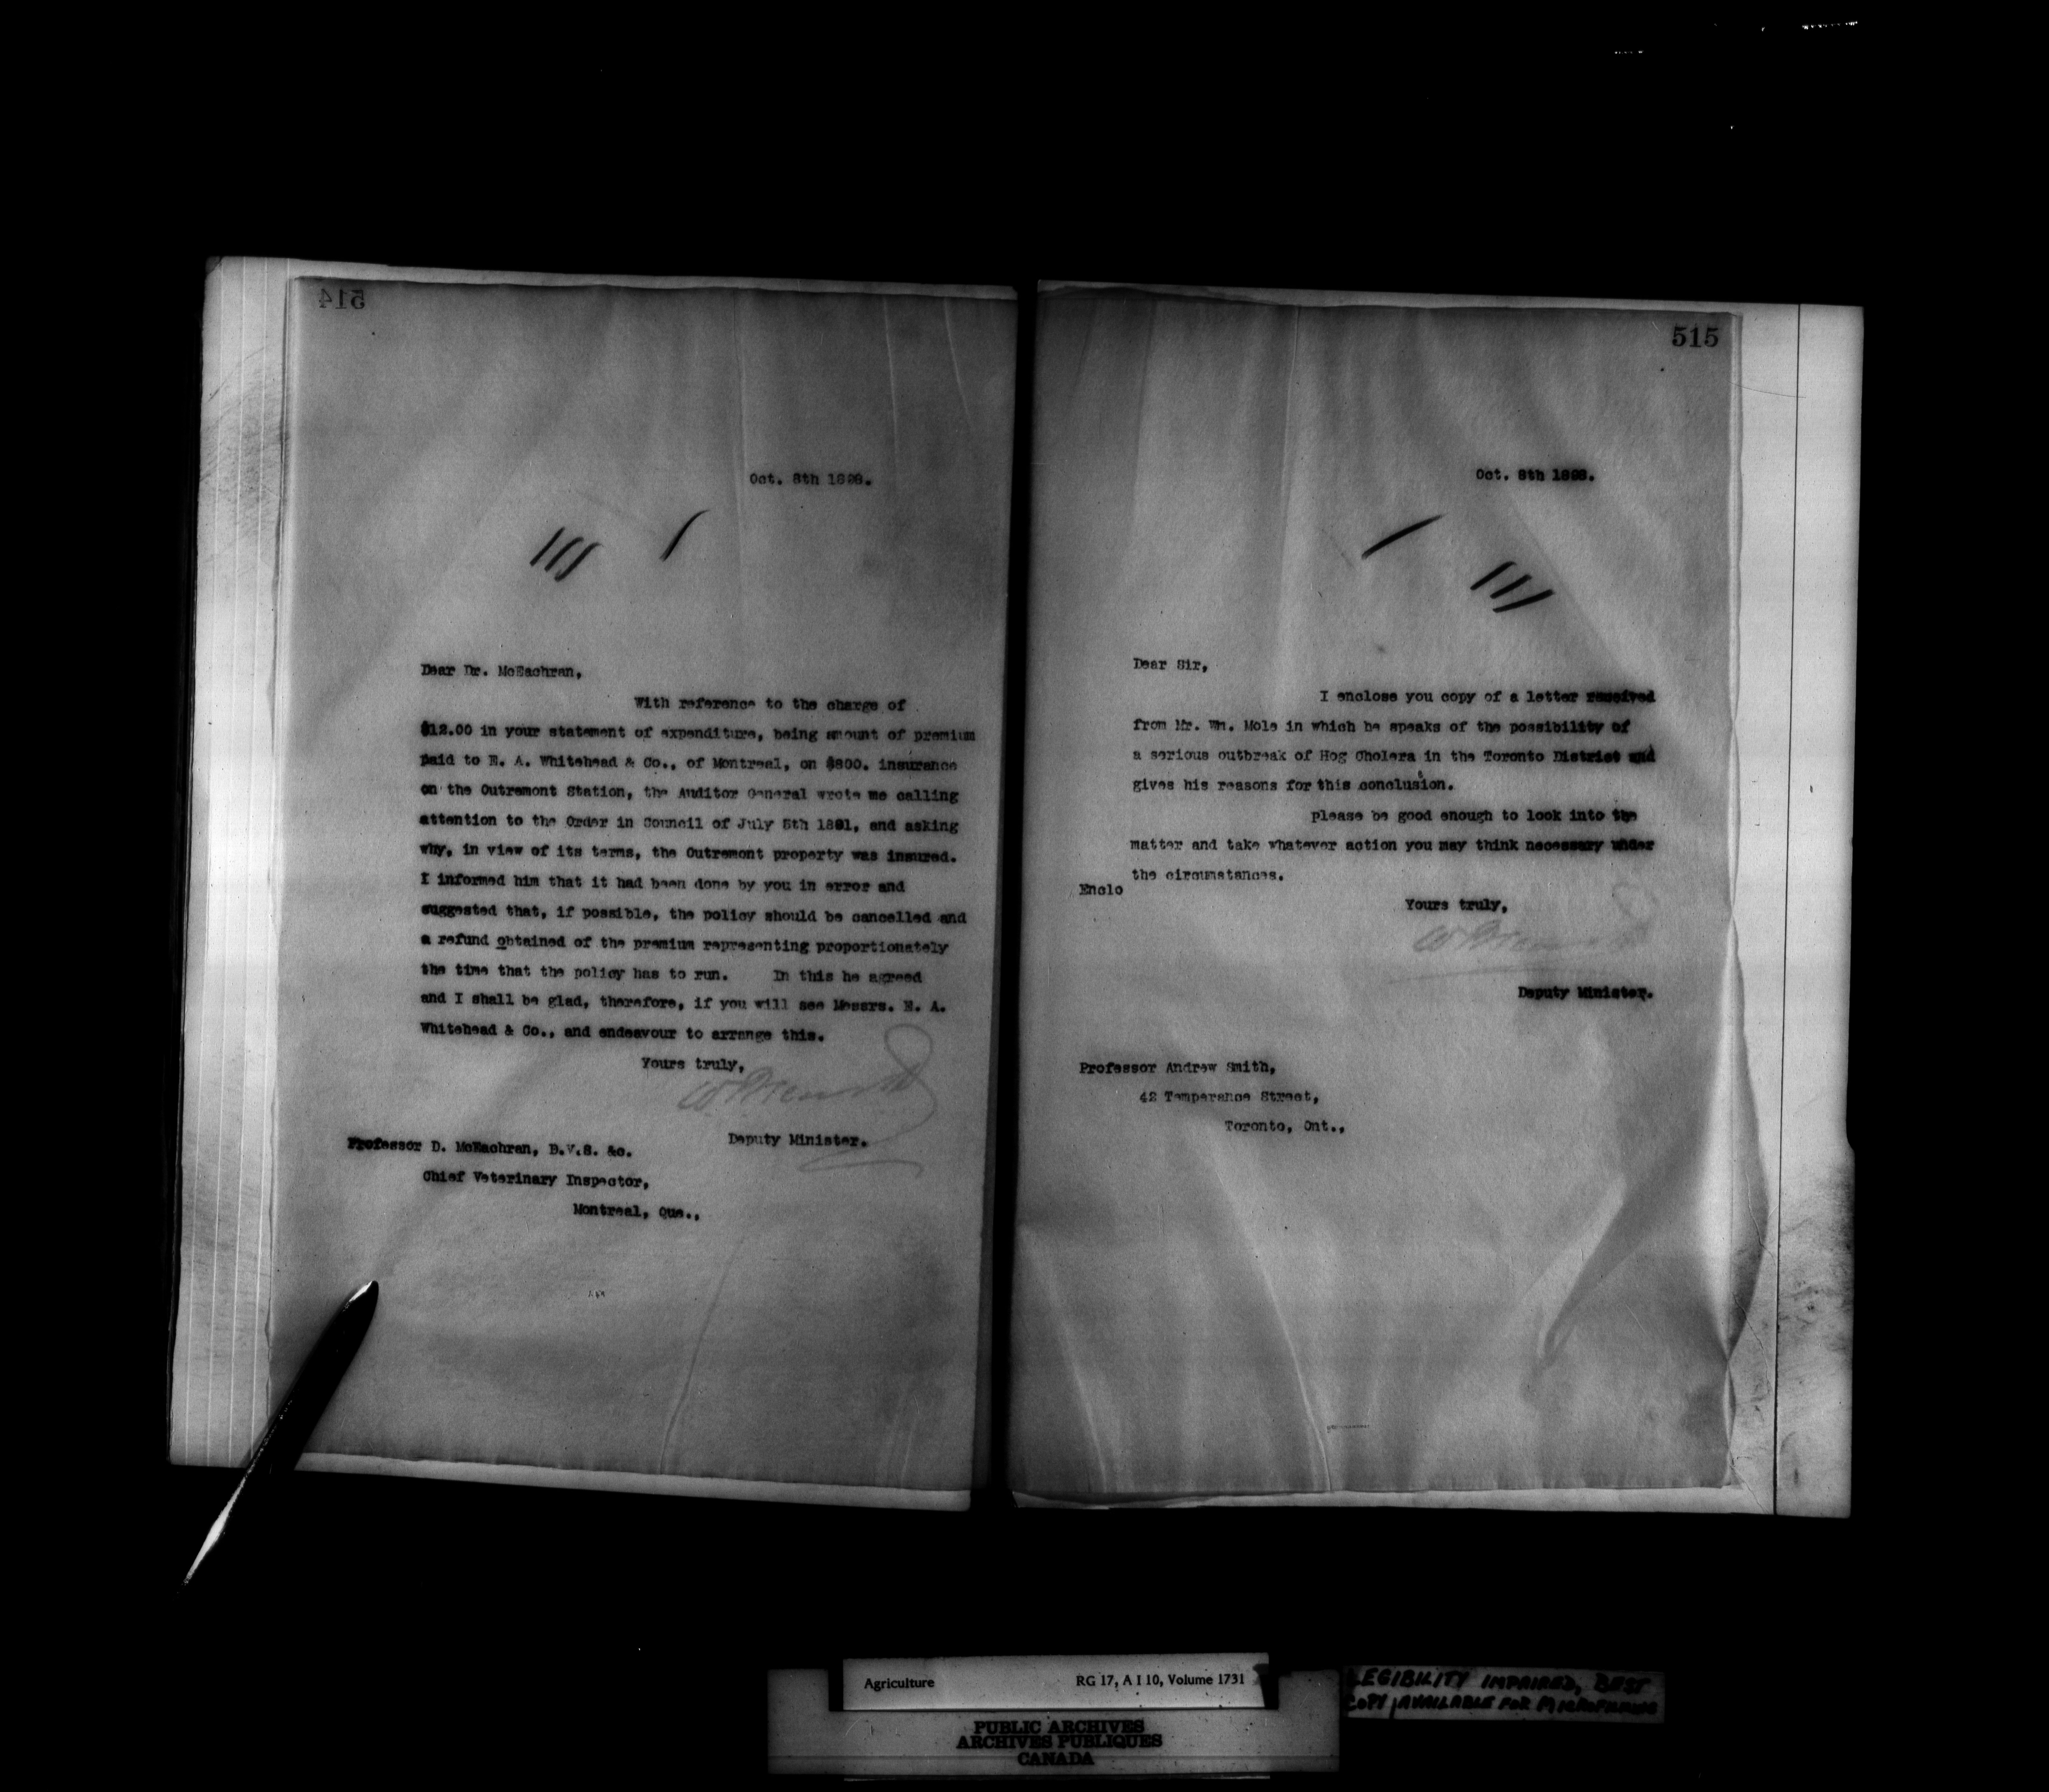 514
Oct. 8th 1898.
Dear Dr. McEachran,
With reference to the charge of
$12.00 in your statement of expenditure, being amount of premium
paid to E. A. Whitehead & Co., of Montreal, on $800. insurance
on the Outremont Station, the Auditor General wrote me calling
attention to the Order in Council of July 5th 1891, and asking
why, in view of its terms, the Outremont property was insured.
I informed him that it had been done by you in error and
suggested that, if possible, the policy should be cancelled and
a refund obtained of the premium representing proportionately
the time that the policy has to run. In this he agreed
and I shall be glad, therefore, if you will see Messrs. E. A.
Whitehead & Co., and endeavour to arrange this.
Yours truly,
Deputy Minister.
Professor D. McEachran, B.V.S. &c.
Chief Veterinary Inspector,
Montreal, Que.,
515
Oct. 8th 1898.
Dear Sir,
I enclose you copy of a letter received
from Mr. Wm. Mole in which he speaks of the possibility of
a serious outbreak of Hog Cholera in the Toronto District and
gives his reasons for this conclusion.
please be good enough to look into the
matter and take whatever action you may think necessary under
the circumstances.
Enclo
Yours truly,
Deputy Minister.
Professor Andrew Smith,
42 Temperance Street,
Toronto, Ont.,
Agriculture RG 17, A I 10, Volume 1731
PUBLIC ARCHIVES
ARCHIVES PUBLIQUES
CANADA
LEGIBILITY IMPAIRED, BEST
COPY AVAILABLE FOR MICROFILMING